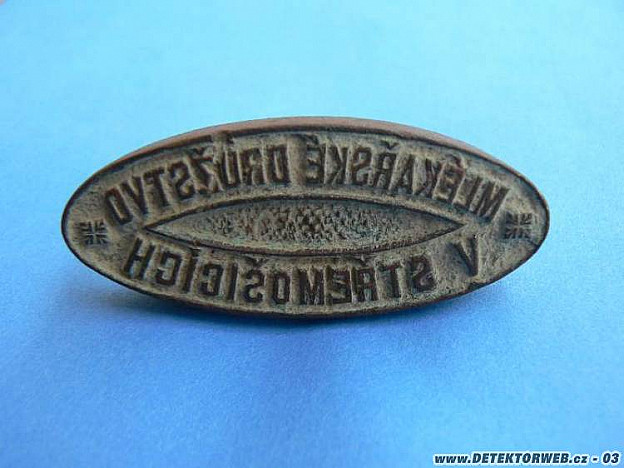 MLÉKAŘSKÉ DRUŽSTVO
V STŘEMOŠICÍCH
www.DETEKTORWEB.cz - 03